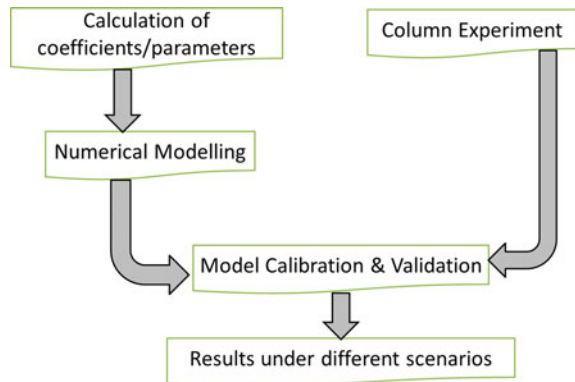 Calculation of
coefficients/parameters
Column Experiment
Numerical Modelling
Model Calibration & Validation
Results under different scenarios